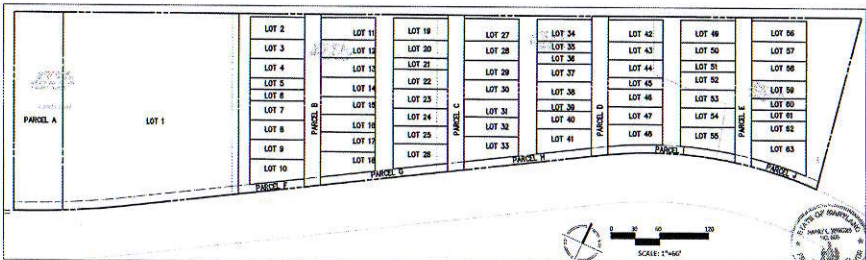 PARCEL A
LOT 1
LOT 2
LOT 3
LOT 4
LOT 5
LOT 6
LOT 7
LOT 8
LOT 9
LOT 10
PARCEL F
PARCEL B
LOT 11
LOT 12
LOT 13
LOT 14
LOT 15
LOT 16
LOT 17
LOT 18
PARCEL G
LOT 19
LOT 20
LOT 21
LOT 22
LOT 23
LOT 24
LOT 25
LOT 26
PARCEL C
LOT 27
LOT 28
LOT 29
LOT 30
LOT 31
LOT 32
LOT 33
PARCEL H
LOT 34
LOT 35
LOT 36
LOT 37
LOT 38
LOT 39
LOT 40
LOT 41
PARCEL D
LOT 42
LOT 43
LOT 44
LOT 45
LOT 46
LOT 47
LOT 48
PARCEL I
LOT 49
LOT 50
LOT 51
LOT 52
LOT 53
LOT 54
LOT 55
PARCEL E
LOT 56
LOT 57
LOT 58
LOT 59
LOT 60
LOT 61
LOT 62
LOT 63
PARCEL J
0 30 60 120
SCALE: 1"=60'
STATE OF MARYLAND